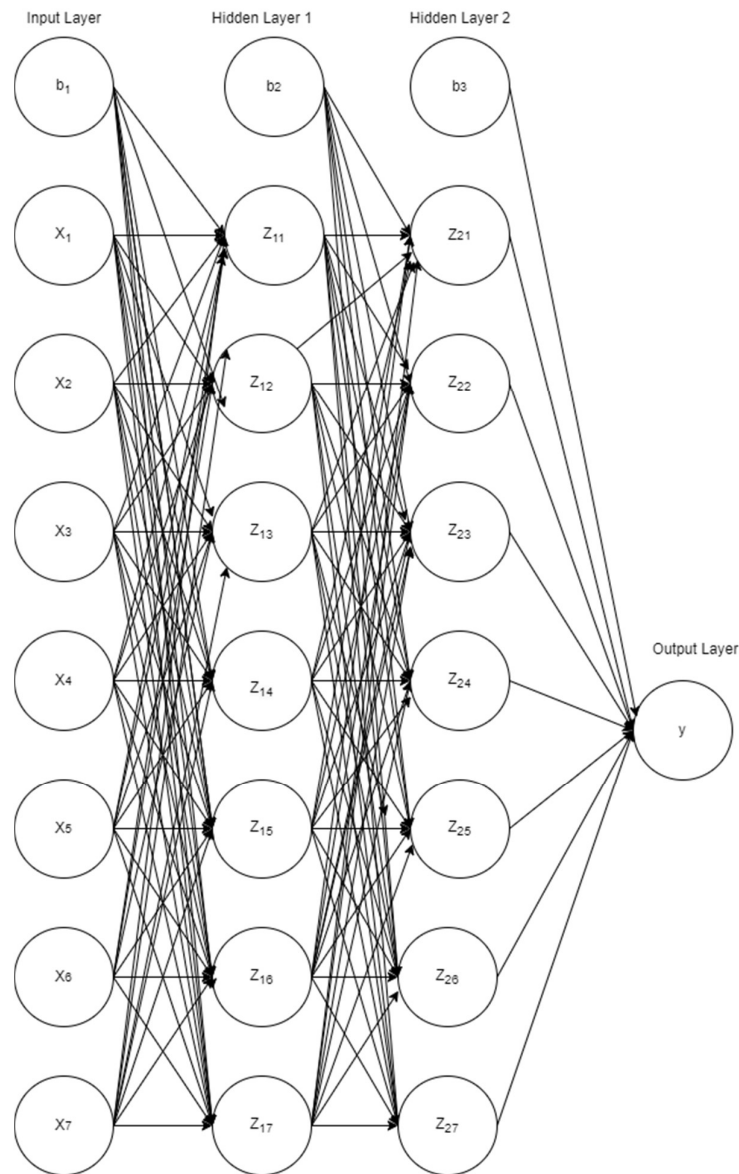 Input Layer
Hidden Layer 1
Hidden Layer 2
b₁
b2
b3
X₁
Z₁₁
Z21
X2
Z₁₂
Z₂₂
X3
Z₁₃
Z₂₃
Output Layer
X4
Z₁₄
Z₂₄
y
X5
Z₁₅
Z₂₅
X6
Z₁₆
Z₂₆
X7
Z₁₇
Z₂₇